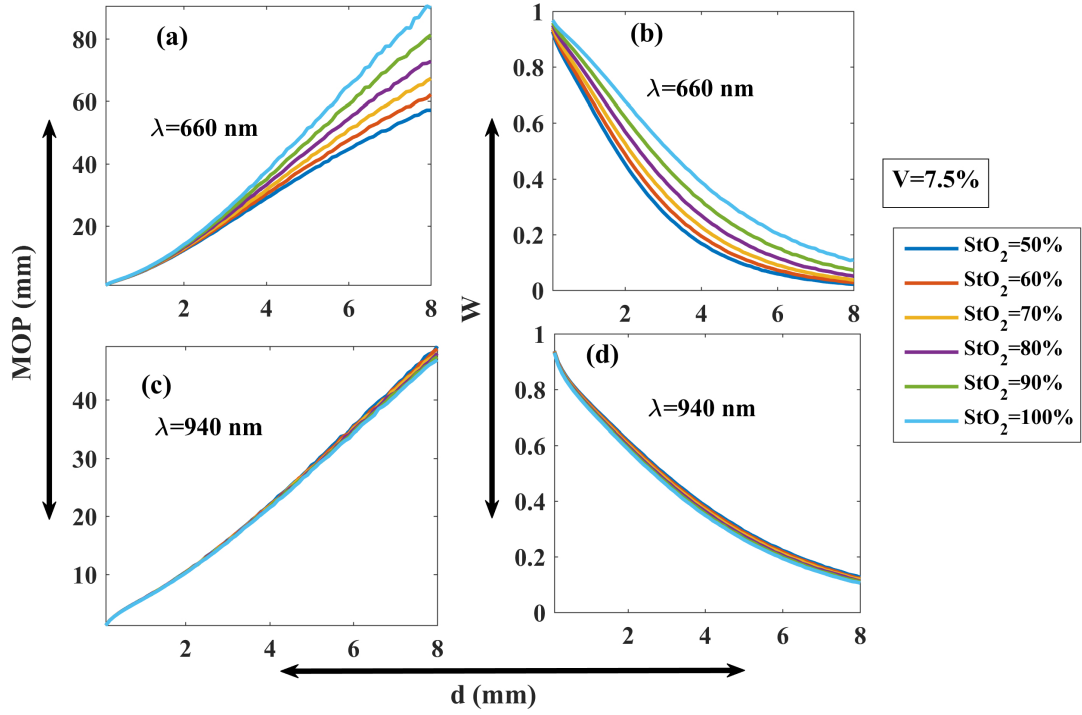 MOP (mm)
80
60
40
20
2
4
6
8
(a)
λ=660 nm
W
1
0.8
0.6
0.4
0.2
0
2
4
6
8
(b)
λ=660 nm
40
30
20
10
2
4
6
8
(c)
λ=940 nm
1
0.8
0.6
0.4
0.2
0
2
4
6
8
(d)
λ=940 nm
d (mm)
V=7.5%
StO₂=50%
StO₂=60%
StO₂=70%
StO₂=80%
StO₂=90%
StO₂=100%